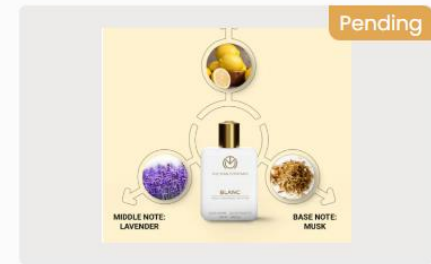 Pending
BLANC
MIDDLE NOTE:
LAVENDER
BASE NOTE:
MUSK